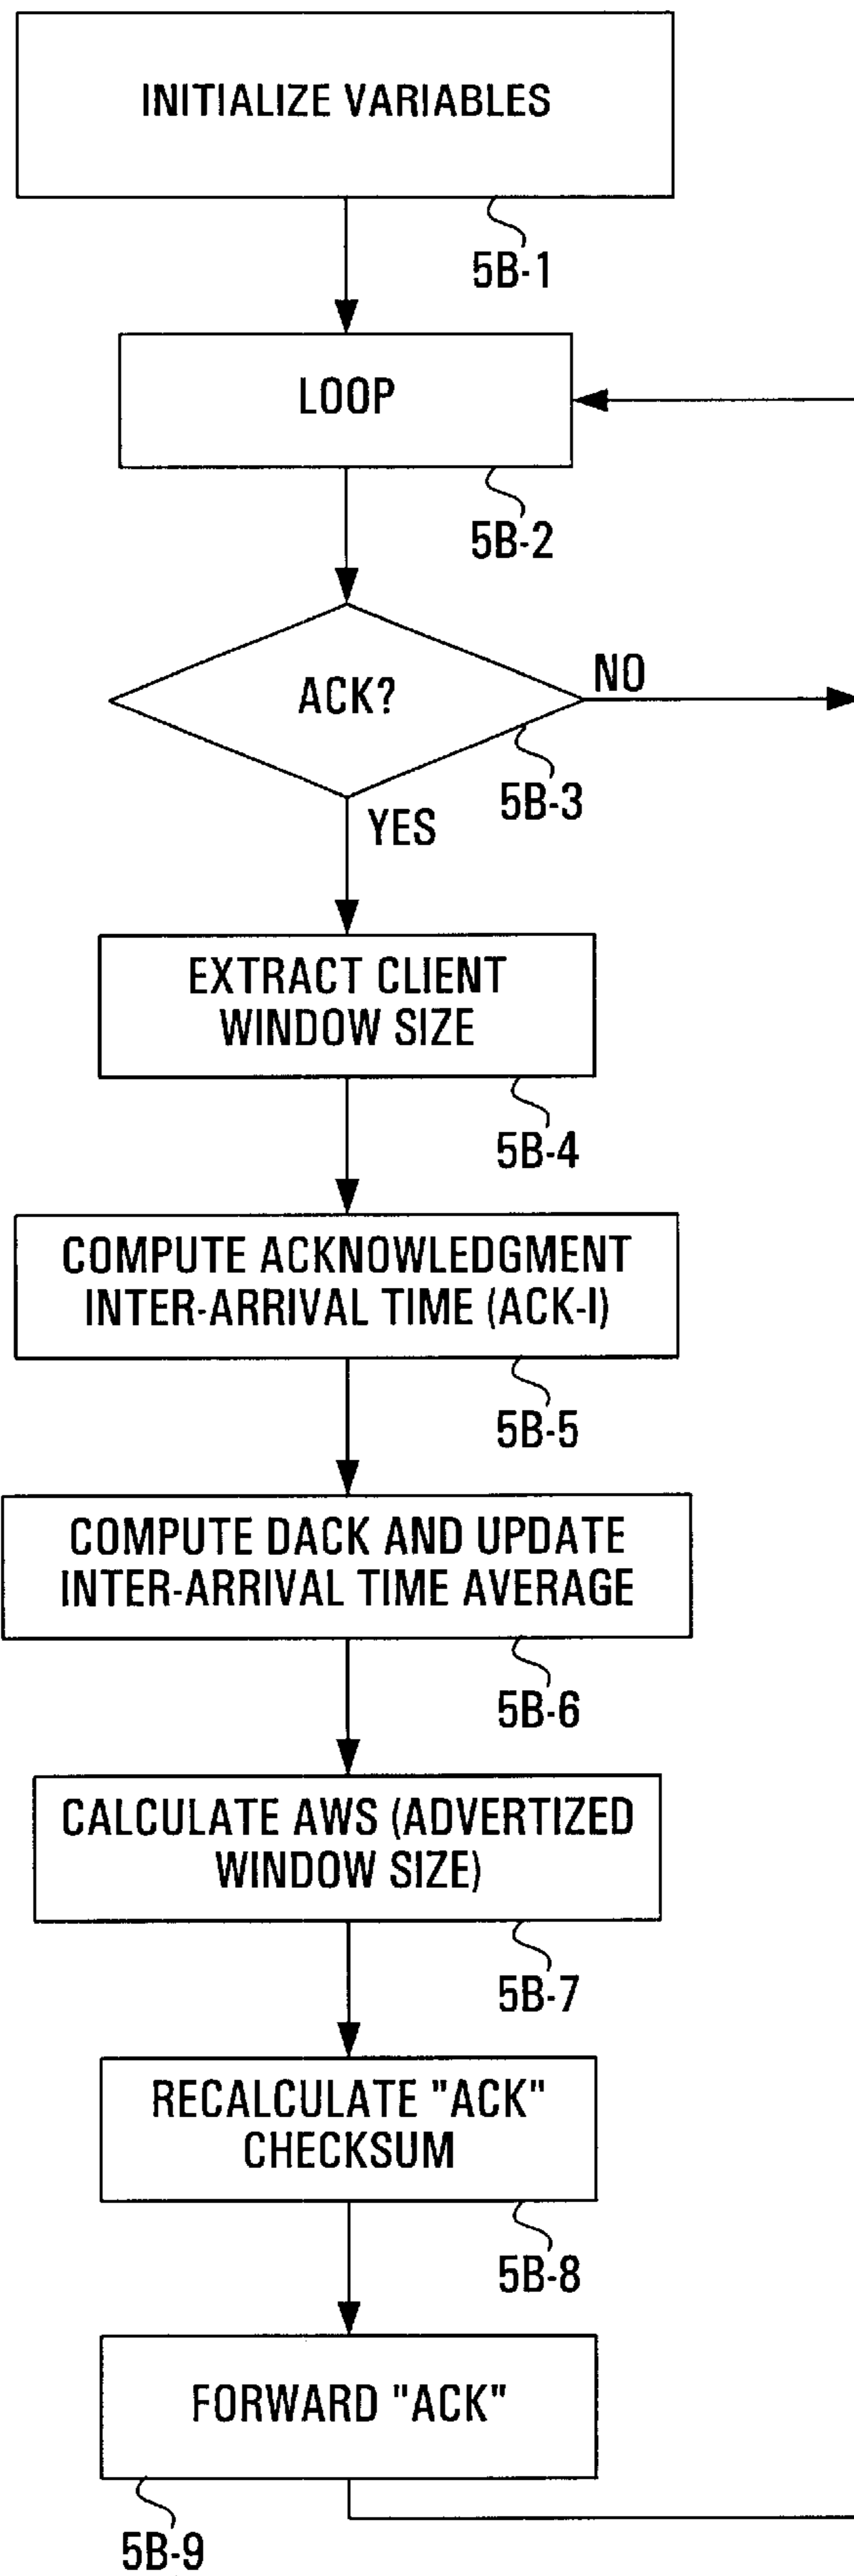 INITIALIZE VARIABLES
5B-1
LOOP
5B-2
ACK?
NO
5B-3
YES
EXTRACT CLIENT
WINDOW SIZE
5B-4
COMPUTE ACKNOWLEDGMENT
INTER-ARRIVAL TIME (ACK-I)
5B-5
COMPUTE DACK AND UPDATE
INTER-ARRIVAL TIME AVERAGE
5B-6
CALCULATE AWS (ADVERTIZED
WINDOW SIZE)
5B-7
RECALCULATE "ACK"
CHECKSUM
5B-8
FORWARD "ACK"
5B-9